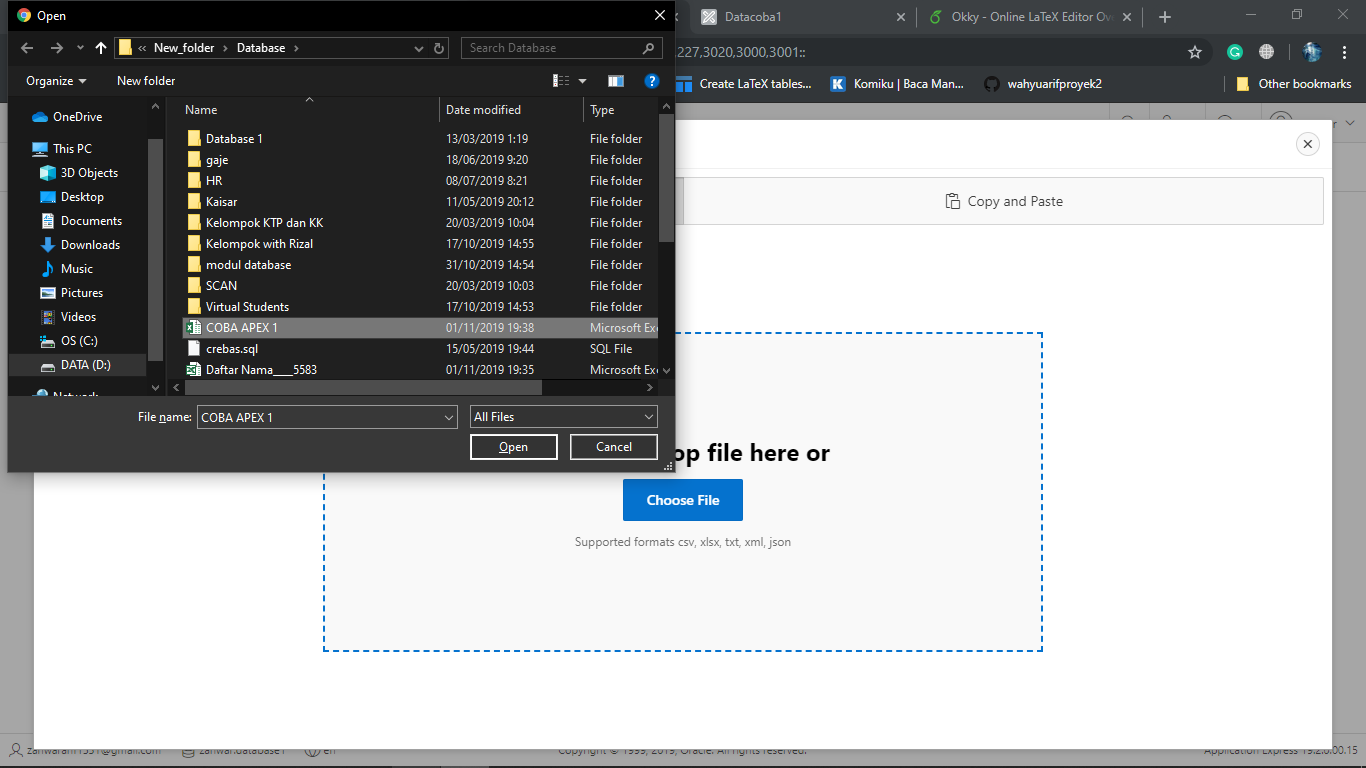 Open
Datacoba1
Okky - Online LaTeX Editor Ov
New_folder
Database
Search Database
227,3020,3000,3001::
Organize
New folder
Create LaTeX tables...
Komiku | Baca Man...
wahyuarifproyek2
Other bookmarks
OneDrive
This PC
3D Objects
Desktop
Documents
Downloads
Music
Pictures
Videos
OS (C:)
DATA (D:)
Network
Name Date modified Type
Database 1 13/03/2019 1:19 File folder
gaje 18/06/2019 9:20 File folder
HR 08/07/2019 8:21 File folder
Kaisar 11/05/2019 20:12 File folder
Kelompok KTP dan KK 20/03/2019 10:04 File folder
Kelompok with Rizal 17/10/2019 14:55 File folder
modul database 31/10/2019 14:54 File folder
SCAN 20/03/2019 10:03 File folder
Virtual Students 17/10/2019 14:53 File folder
COBA APEX 1 01/11/2019 19:38 Microsoft Exc
crebas.sql 15/05/2019 19:44 SQL File
Daftar Nama___5583 01/11/2019 19:35 Microsoft Exc
File name: COBA APEX 1 All Files
Open Cancel
Copy and Paste
op file here or
Choose File
Supported formats csv, xlsx, txt, xml, json
zanwar.database1
en
Copyright © 1999, 2019, Oracle. All rights reserved.
Application Express 19.2.0.00.15